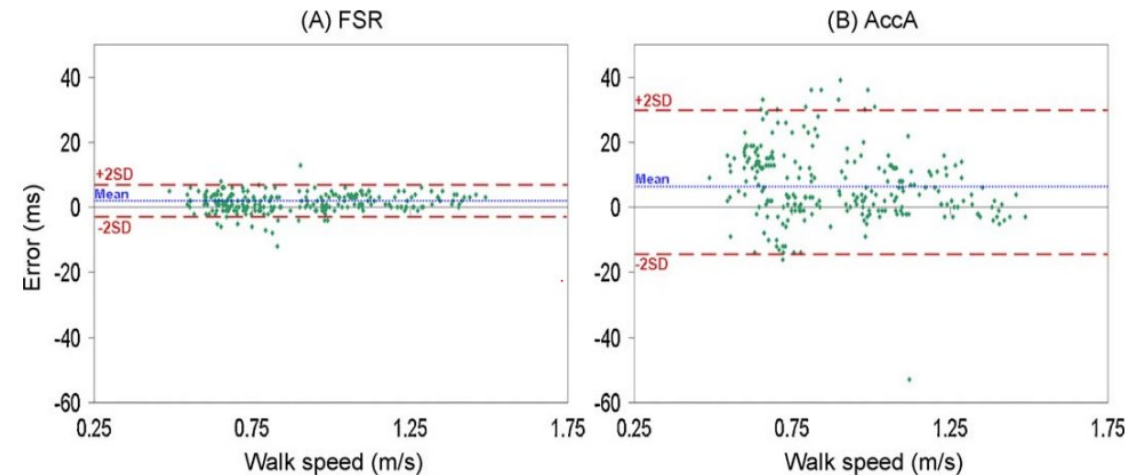 (A) FSR
40
20
0
-20
-40
-60
+2SD
Mean
-2SD
Error (ms)
0.25
0.75
1.25
1.75
Walk speed (m/s)
(B) AccA
40
20
0
-20
-40
-60
+2SD
Mean
-2SD
0.25
0.75
1.25
1.75
Walk speed (m/s)